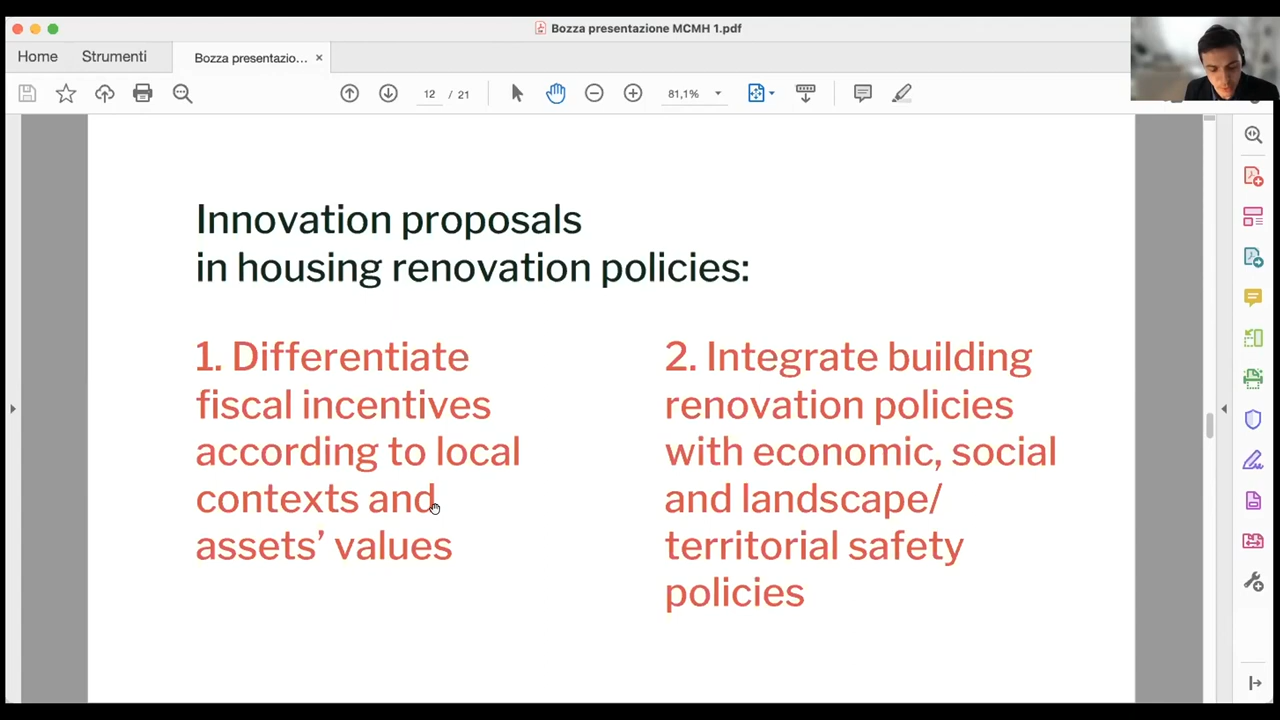 Bozza presentazione MCMH 1.pdf
Home
Strumenti
Bozza presentazio...
12 / 21
81,1%
Innovation proposals
in housing renovation policies:
1. Differentiate
fiscal incentives
according to local
contexts and
assets’ values
2. Integrate building
renovation policies
with economic, social
and landscape/
territorial safety
policies